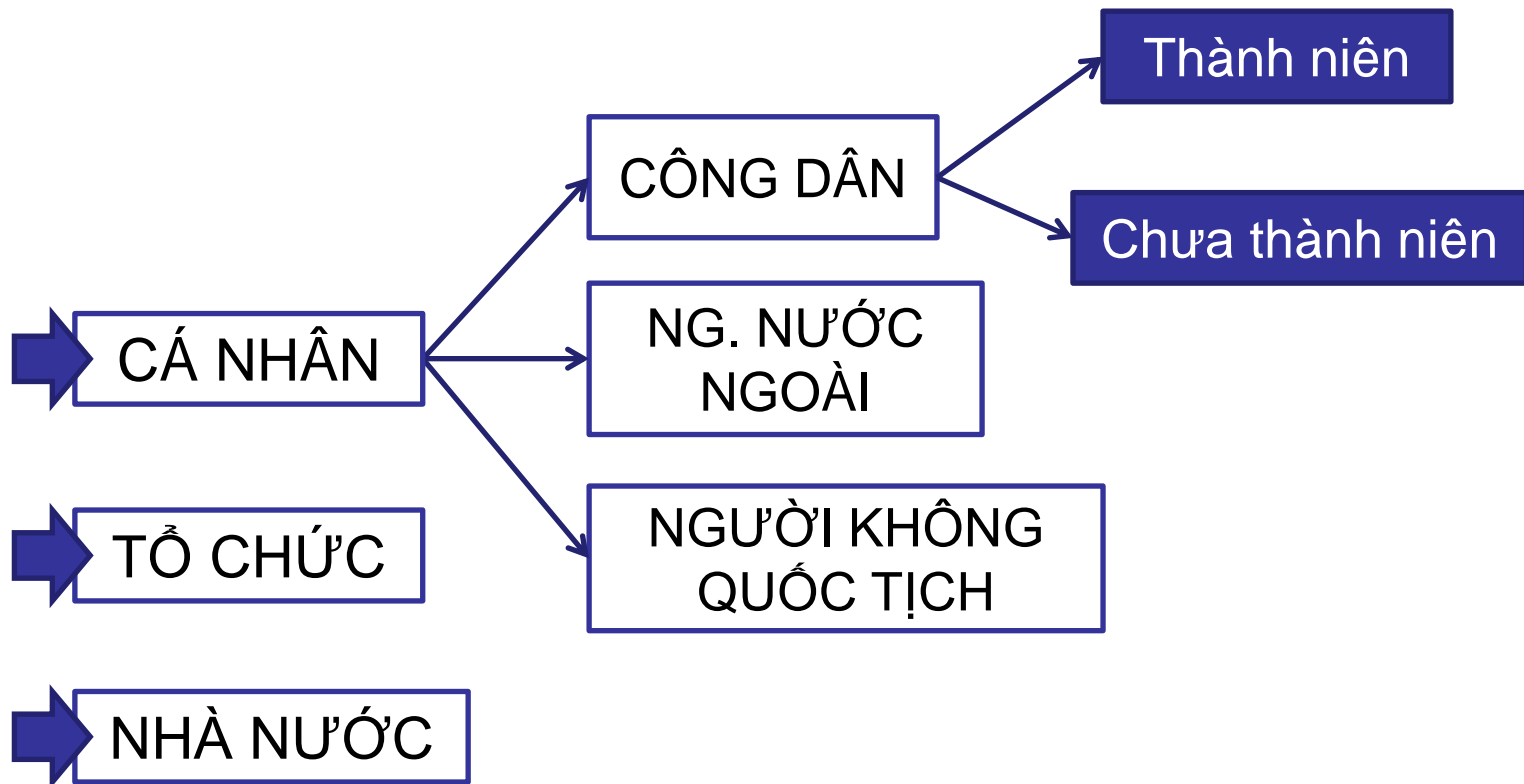 Thành niên
CÔNG DÂN
Chưa thành niên
NG. NƯỚC
NGOÀI
CÁ NHÂN
NGƯỜI KHÔNG
QUỐC TỊCH
TỔ CHỨC
NHÀ NƯỚC